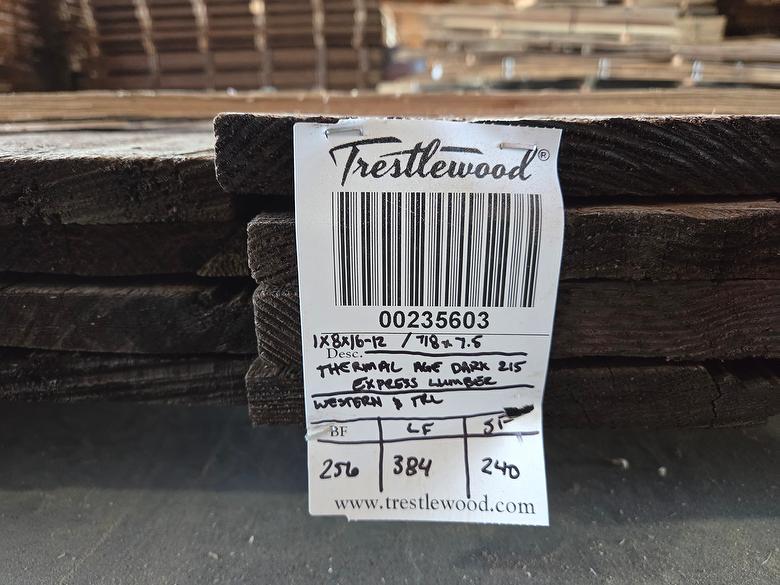 Trestlewood®
00235603
1x8x16-12 / 7/8 x 7.5
Desc.
THERMAL AGE DARK 215
EXPRESS LUMBER
WESTERN & TRL
BF LF SF
256 384 240
www.trestlewood.com